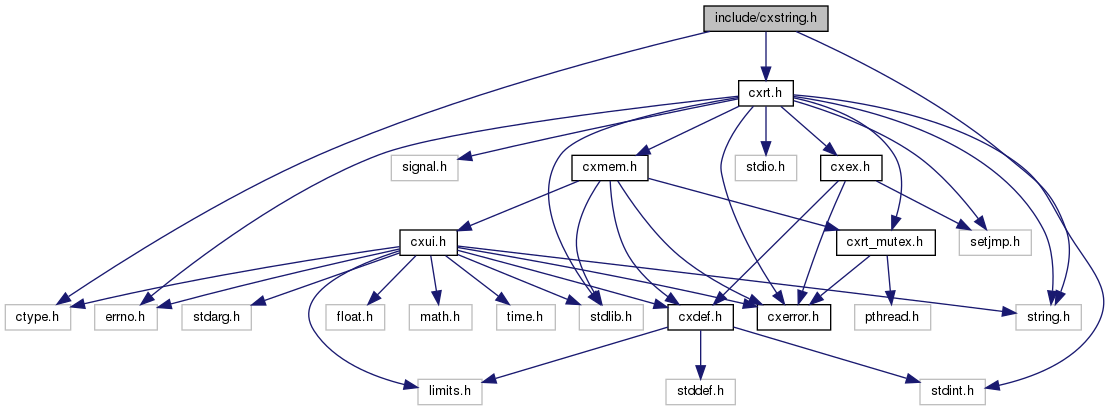 include/cxstring.h
cxrt.h
signal.h
cxmem.h
stdio.h
cxex.h
cxui.h
cxrt_mutex.h
setjmp.h
ctype.h
errno.h
stdarg.h
float.h
math.h
time.h
stdlib.h
cxdef.h
cxerror.h
pthread.h
string.h
limits.h
stddef.h
stdint.h